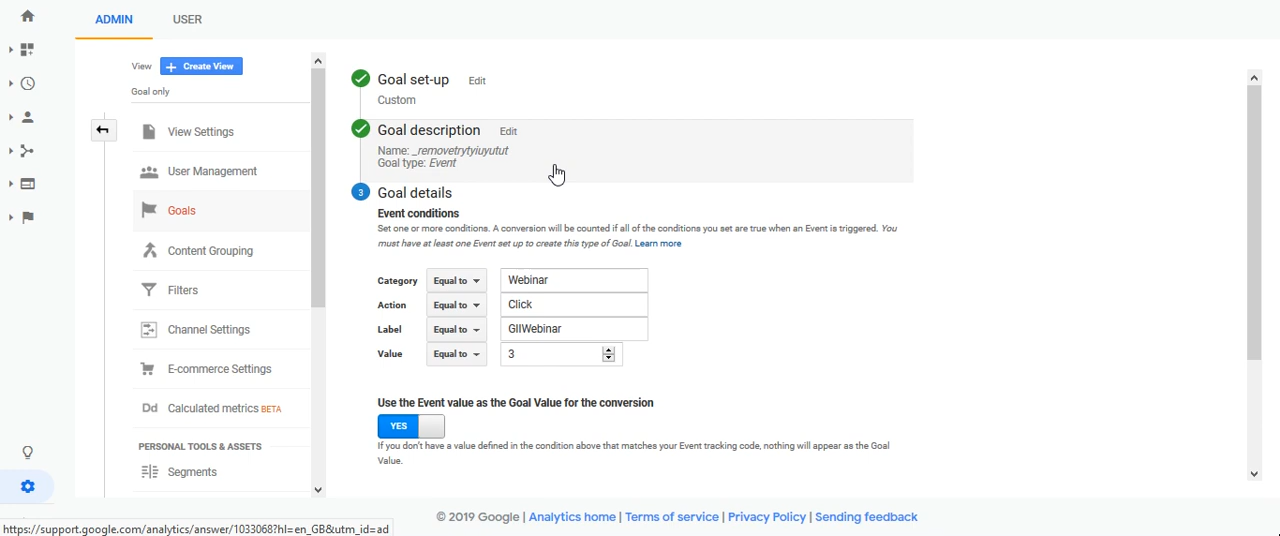 ADMIN
USER
View
+ Create View
Goal only
View Settings
User Management
Goals
Content Grouping
Filters
Channel Settings
E-commerce Settings
Dd Calculated metrics BETA
PERSONAL TOOLS & ASSETS
Segments
Goal set-up Edit
Custom
Goal description Edit
Name: _removetrytyiuyutut
Goal type: Event
3 Goal details
Event conditions
Set one or more conditions. A conversion will be counted if all of the conditions you set are true when an Event is triggered. You
must have at least one Event set up to create this type of Goal. Learn more
Category Equal to Webinar
Action Equal to Click
Label Equal to GIIWebinar
Value Equal to 3
Use the Event value as the Goal Value for the conversion
YES
If you don't have a value defined in the condition above that matches your Event tracking code, nothing will appear as the Goal
Value.
© 2019 Google | Analytics home | Terms of service | Privacy Policy | Sending feedback
https://support.google.com/analytics/answer/1033068?hl=en_GB&utm_id=ad